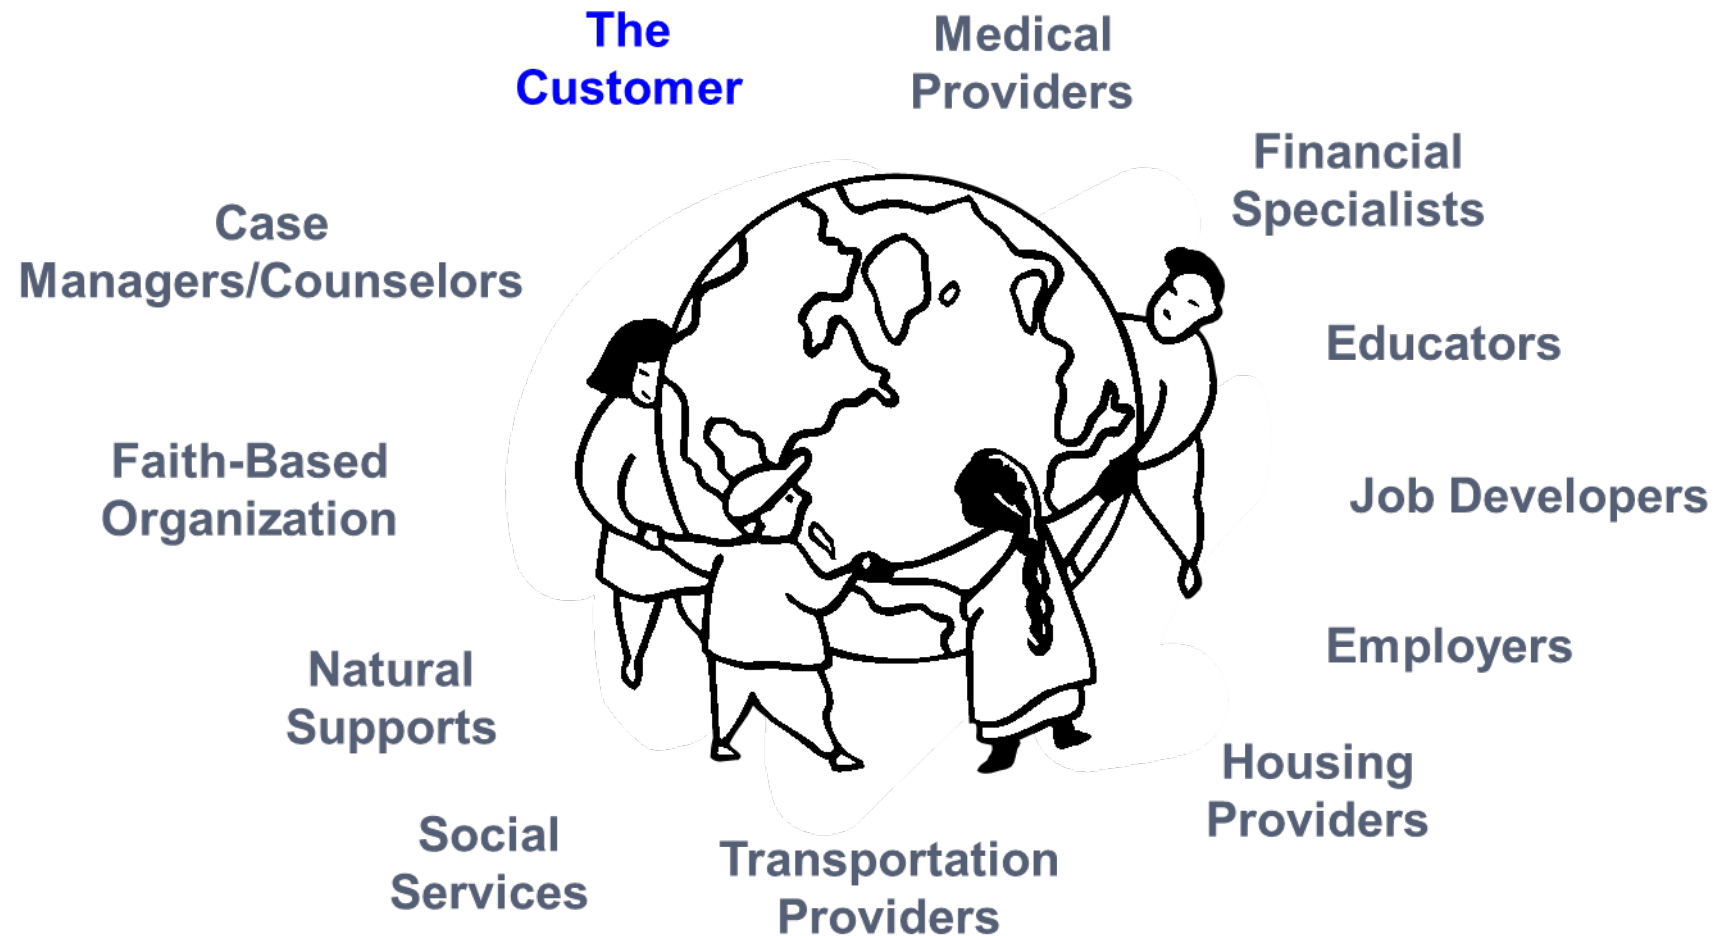 The
Customer
Medical
Providers
Financial
Specialists
Case
Managers/Counselors
Educators
Faith-Based
Organization
Job Developers
Natural
Supports
Employers
Housing
Providers
Social
Services
Transportation
Providers